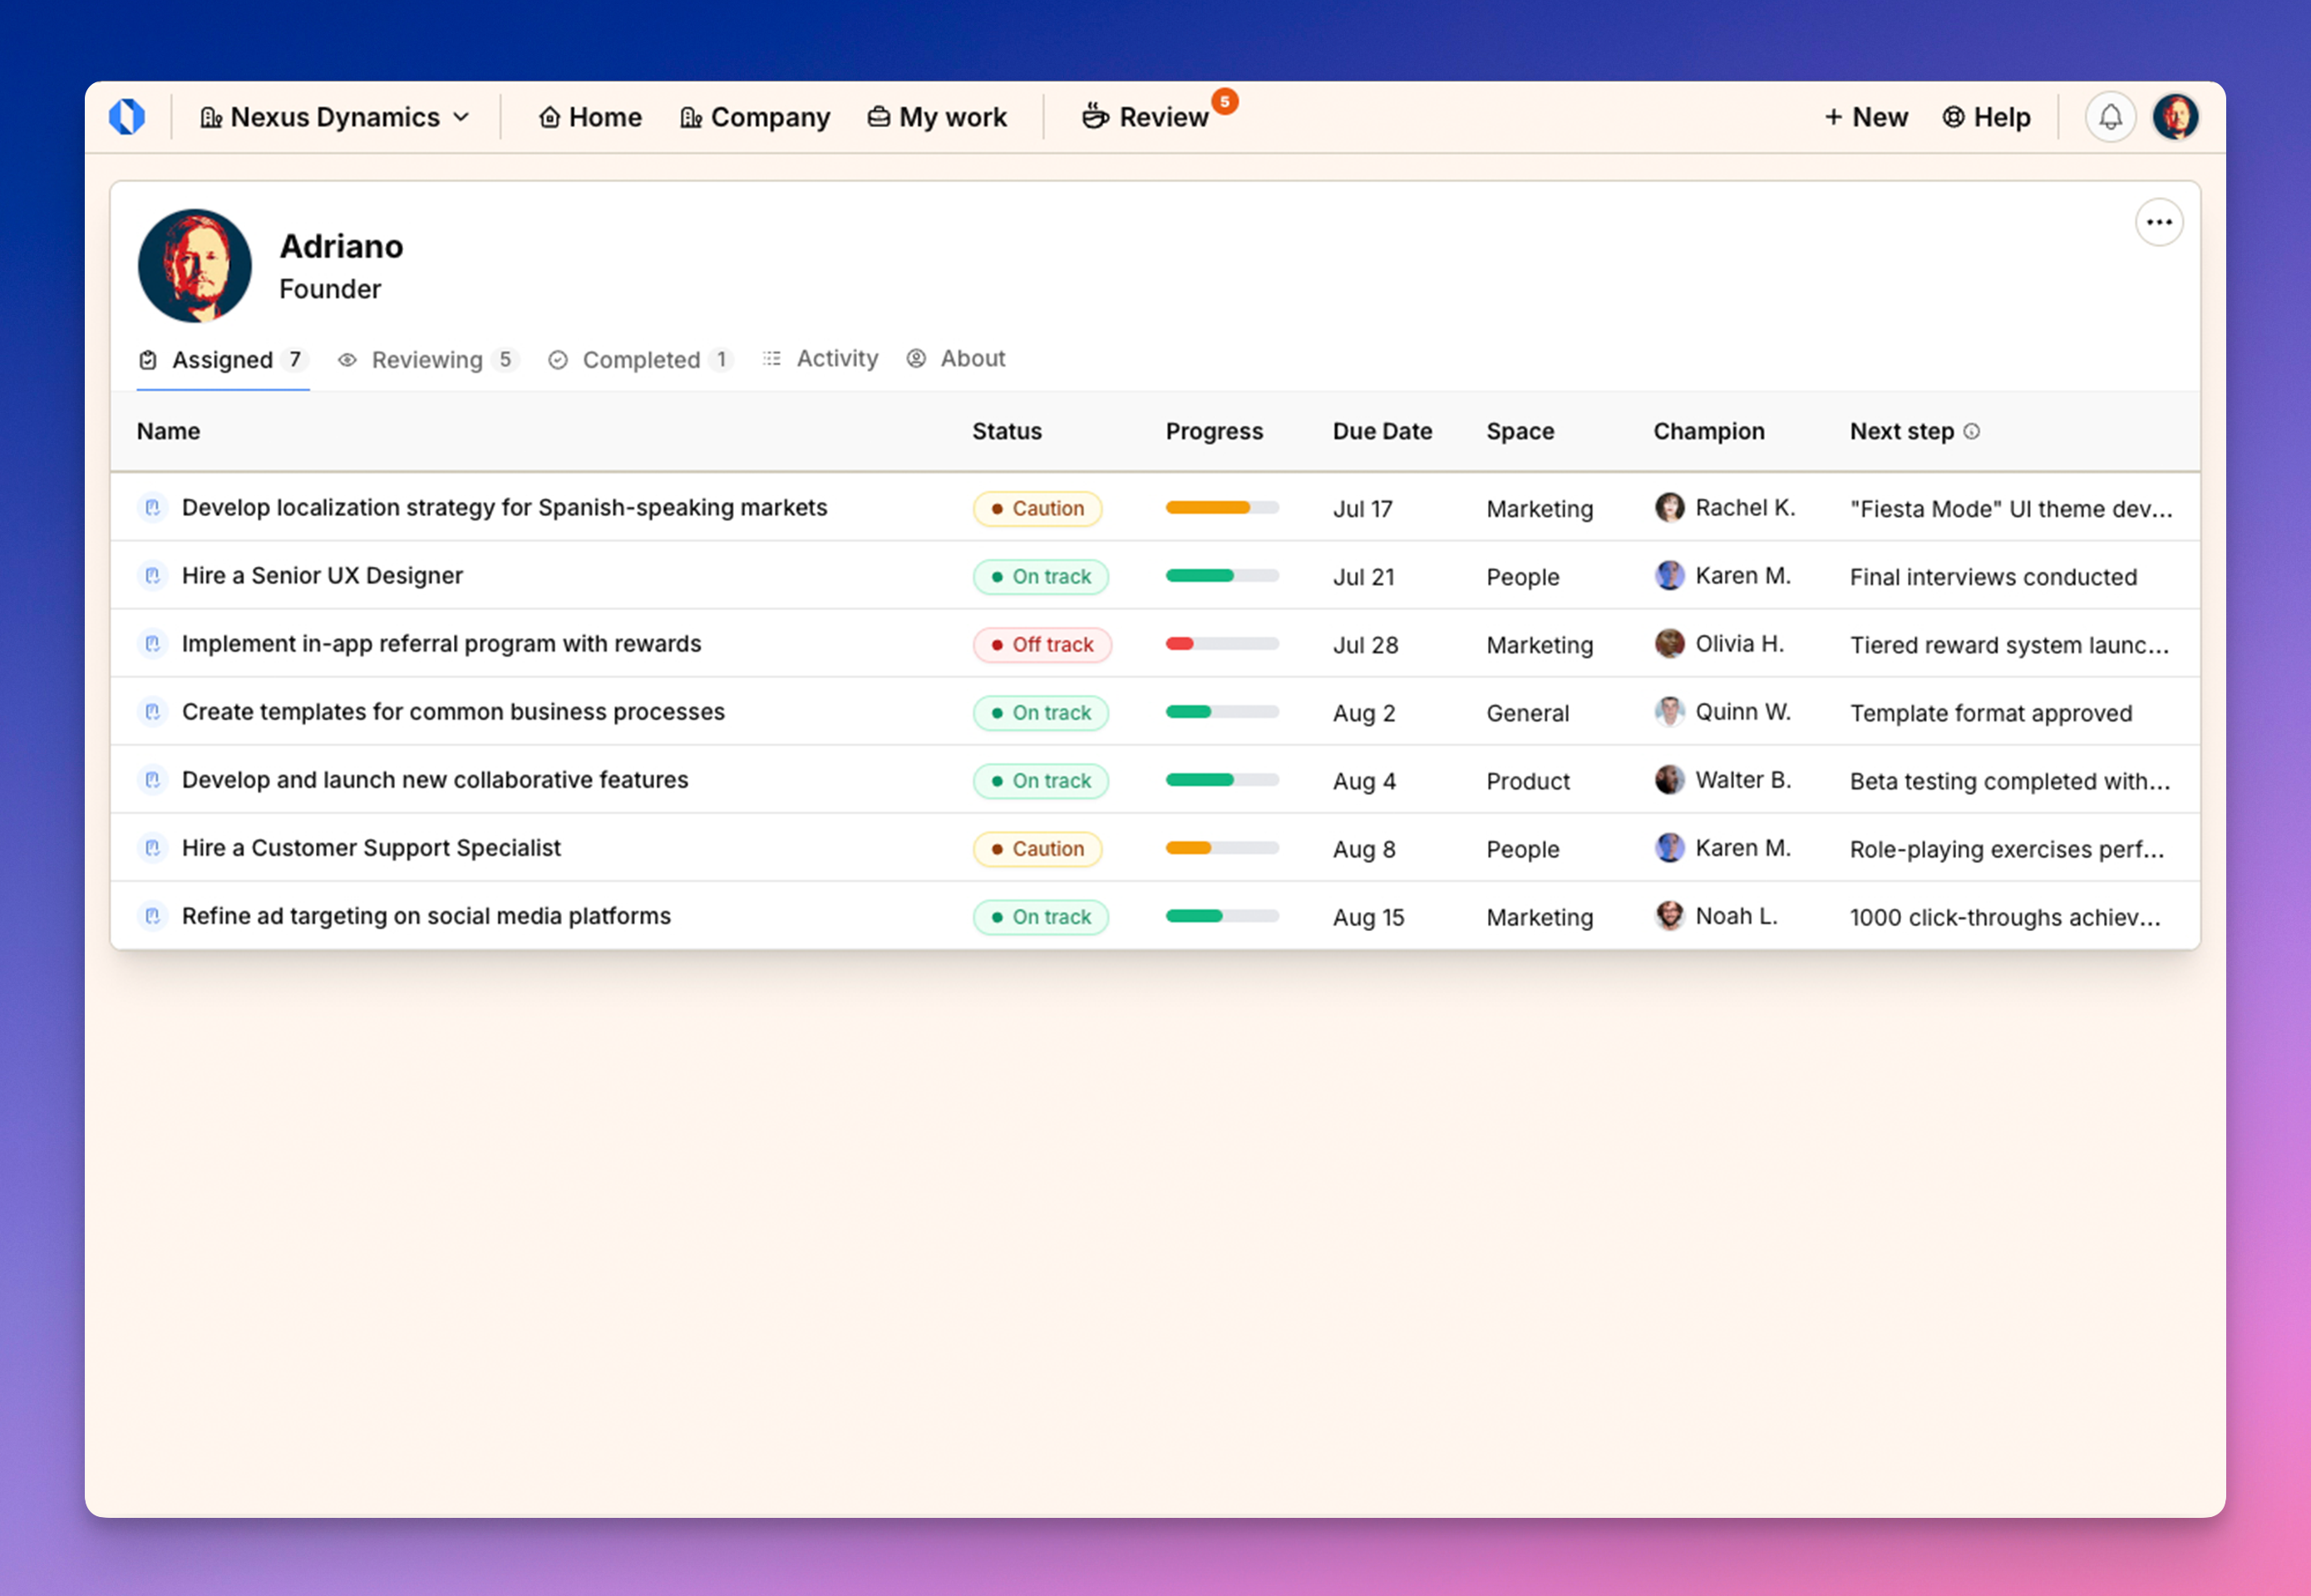 Nexus Dynamics Home Company My work Review 5 + New Help
Adriano
Founder
Assigned 7 Reviewing 5 Completed 1 Activity About
Name Status Progress Due Date Space Champion Next step
Develop localization strategy for Spanish-speaking markets Caution Jul 17 Marketing Rachel K. "Fiesta Mode" UI theme dev...
Hire a Senior UX Designer On track Jul 21 People Karen M. Final interviews conducted
Implement in-app referral program with rewards Off track Jul 28 Marketing Olivia H. Tiered reward system launc...
Create templates for common business processes On track Aug 2 General Quinn W. Template format approved
Develop and launch new collaborative features On track Aug 4 Product Walter B. Beta testing completed with...
Hire a Customer Support Specialist Caution Aug 8 People Karen M. Role-playing exercises perf...
Refine ad targeting on social media platforms On track Aug 15 Marketing Noah L. 1000 click-throughs achiev...